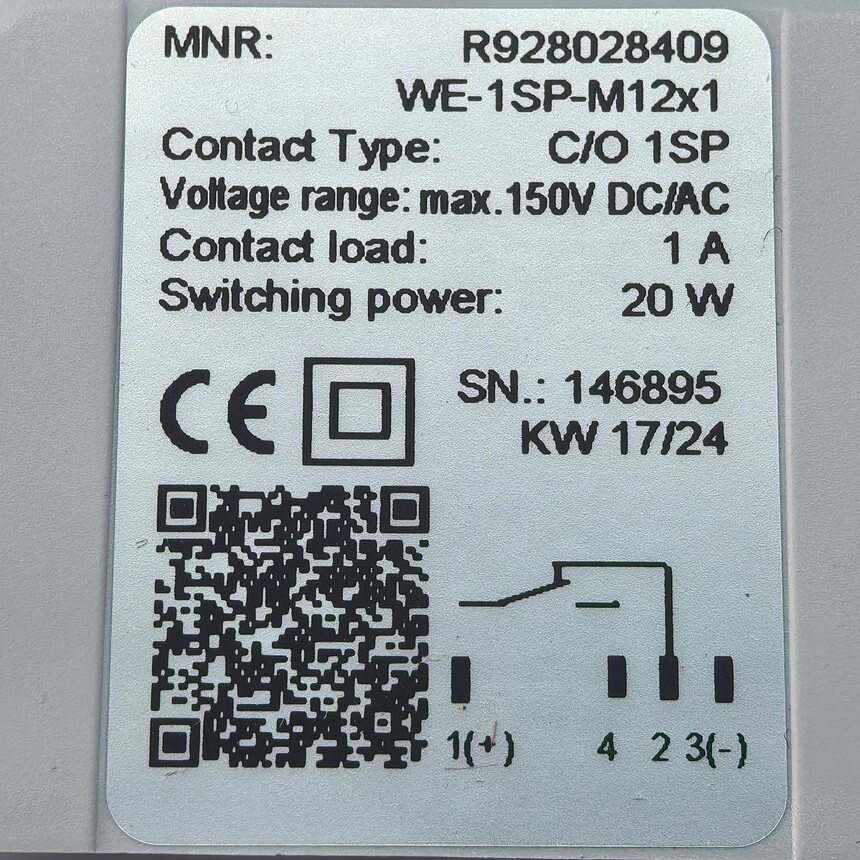 MNR: R928028409
WE-1SP-M12x1
Contact Type: C/O 1SP
Voltage range: max.150V DC/AC
Contact load: 1 A
Switching power: 20 W
CE
SN.: 146895
KW 17/24
1(+) 4 2 3(-)